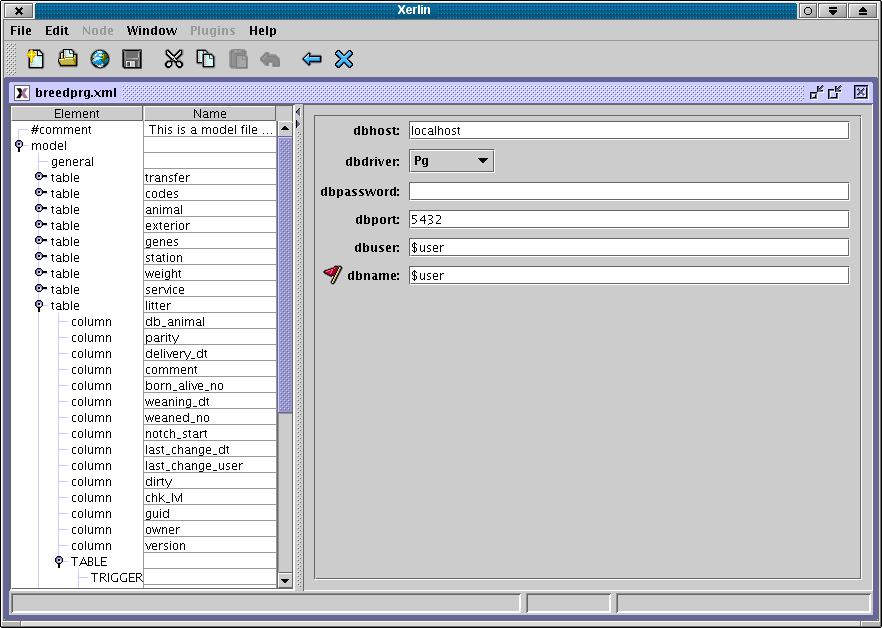 Xerlin
File Edit Node Window Plugins Help
breedprg.xml
Element Name
#comment This is a model file ...
model
general
table transfer
table codes
table animal
table exterior
table genes
table station
table weight
table service
table litter
column db_animal
column parity
column delivery_dt
column comment
column born_alive_no
column weaning_dt
column weaned_no
column notch_start
column last_change_dt
column last_change_user
column dirty
column chk_lvl
column guid
column owner
column version
TABLE
TRIGGER
dbhost: localhost
dbdriver: Pg
dbpassword:
dbport: 5432
dbuser: $user
dbname: $user